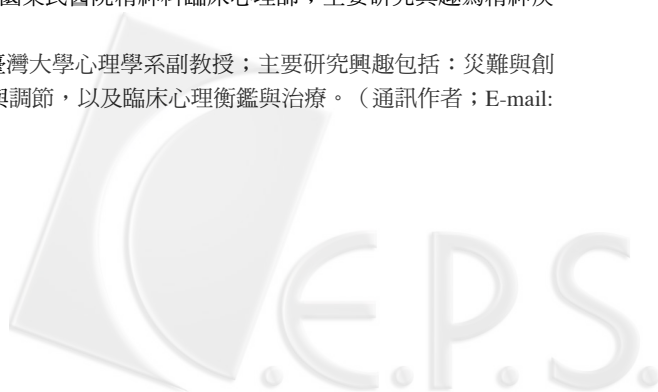 園榮民醫院精神科臨床心理師；主要研究興趣為精神疾
臺灣大學心理學系副教授；主要研究興趣包括：災難與創
與調節，以及臨床心理衡鑑與治療。（通訊作者；E-mail:
C.E.P.S.